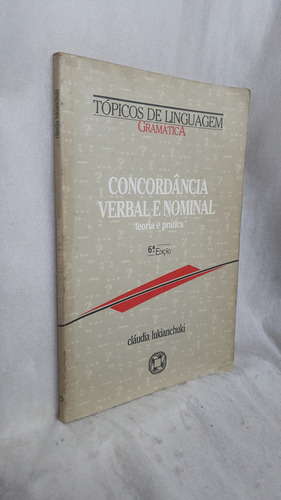 TÓPICOS DE LINGUAGEM
GRAMÁTICA
CONCORDÂNCIA
VERBAL E NOMINAL
teoria e prática
6ª Edição
cláudia lukianchuki